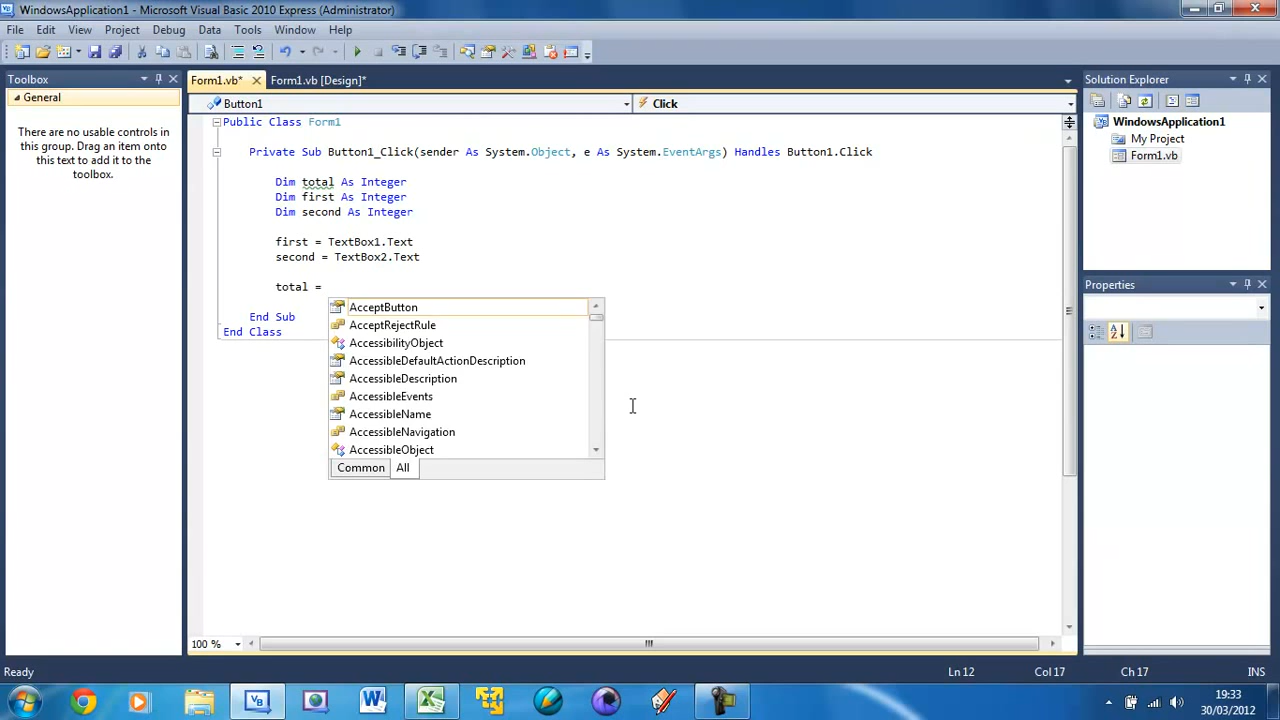 WindowsApplication1 - Microsoft Visual Basic 2010 Express (Administrator)
File Edit View Project Debug Data Tools Window Help
Toolbox
General
There are no usable controls in
this group. Drag an item onto
this text to add it to the
toolbox.
Form1.vb*
Form1.vb [Design]*
Button1
Click
Public Class Form1
Private Sub Button1_Click(sender As System.Object, e As System.EventArgs) Handles Button1.Click
Dim total As Integer
Dim first As Integer
Dim second As Integer
first = TextBox1.Text
second = TextBox2.Text
total =
End Sub
End Class
AcceptButton
AcceptRejectRule
AccessibilityObject
AccessibleDefaultActionDescription
AccessibleDescription
AccessibleEvents
AccessibleName
AccessibleNavigation
AccessibleObject
Common All
100 %
Solution Explorer
WindowsApplication1
My Project
Form1.vb
Properties
Ready
Ln 12
Col 17
Ch 17
INS
19:33
30/03/2012